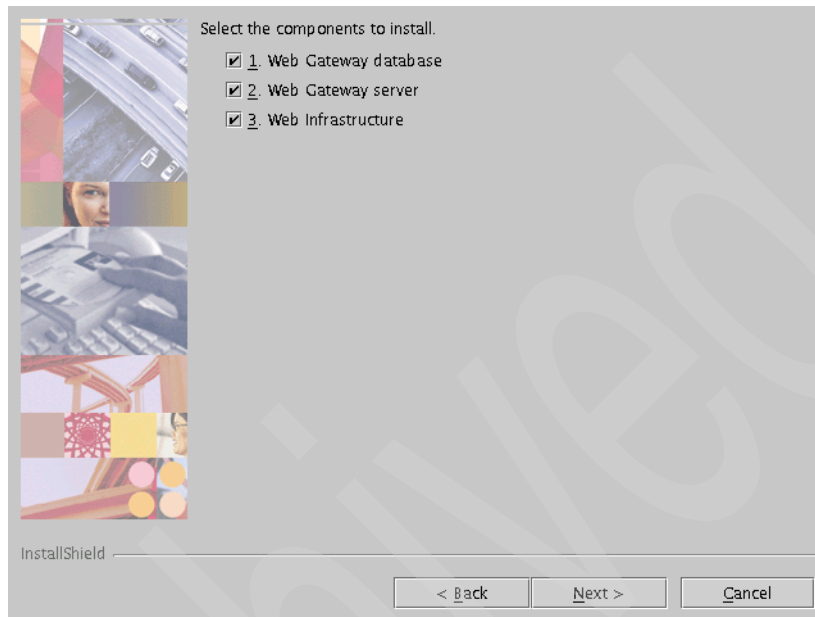 Select the components to install.
1. Web Gateway database
2. Web Gateway server
3. Web Infrastructure
InstallShield
< Back
Next >
Cancel